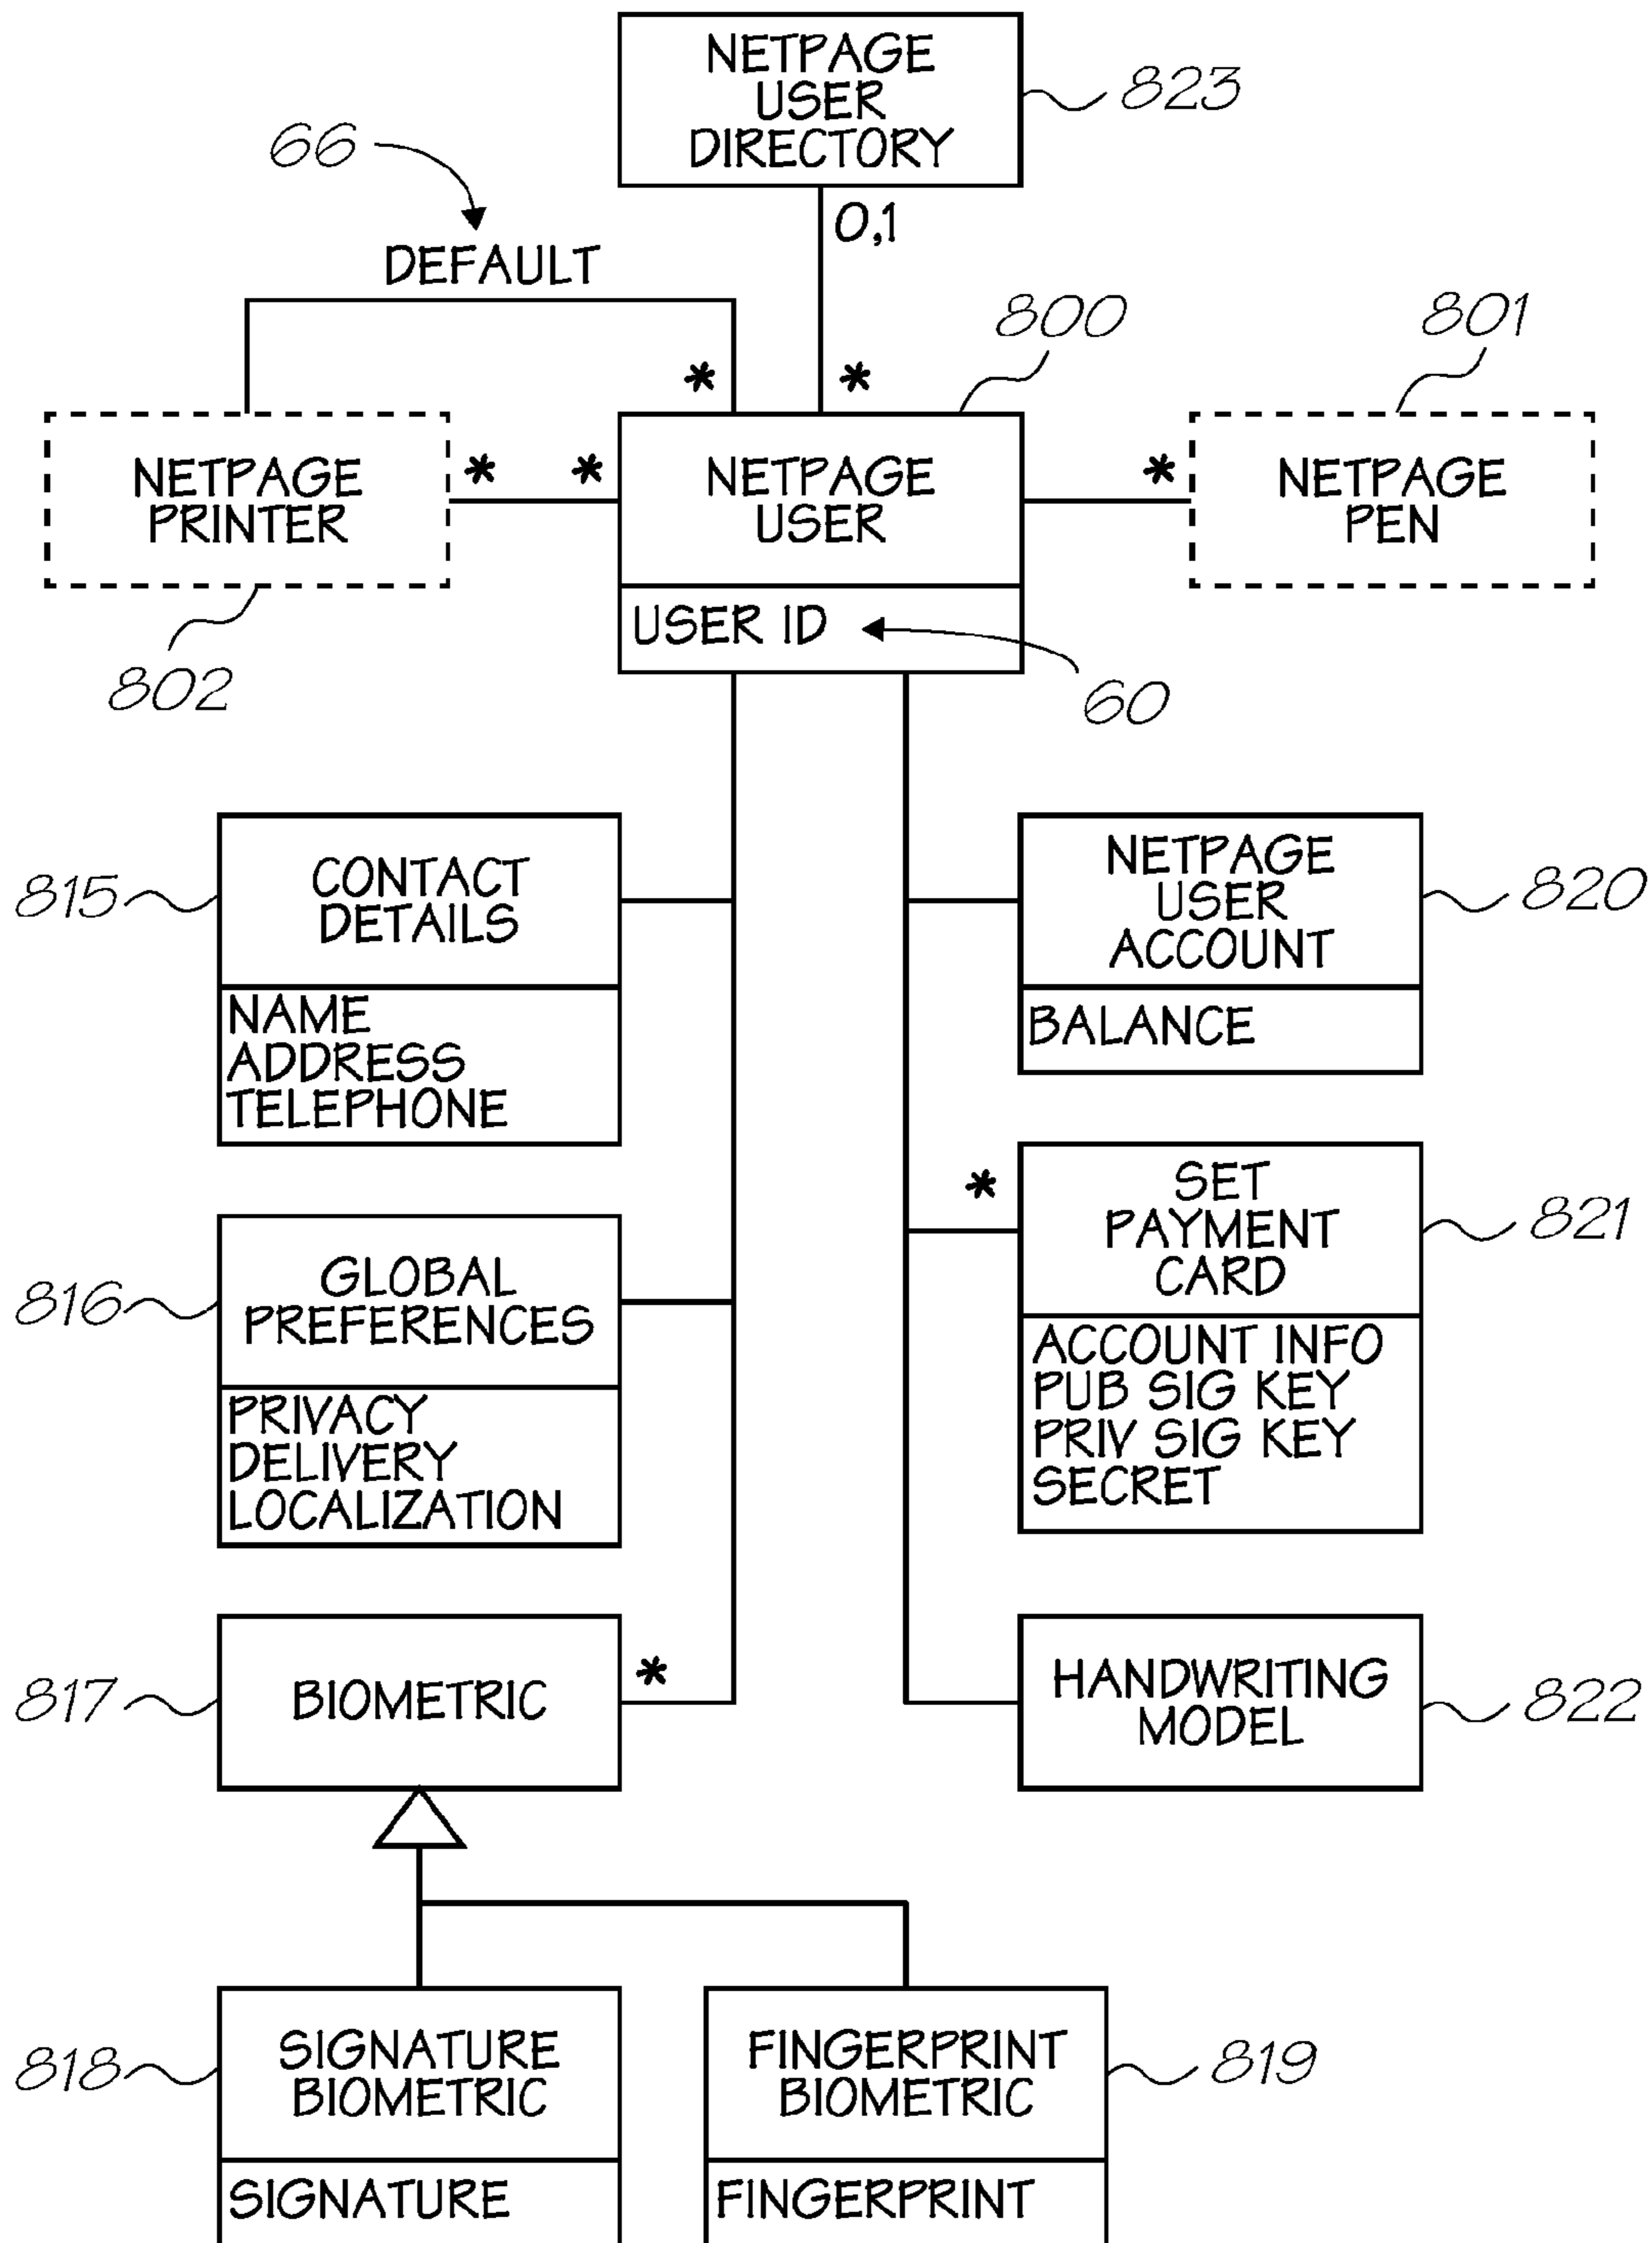 NETPAGE
USER
DIRECTORY
823
66
0,1
DEFAULT
800
801
*
*
NETPAGE
PRINTER
*
*
NETPAGE
USER
*
NETPAGE
PEN
USER ID
802
60
815
CONTACT
DETAILS
NAME
ADDRESS
TELEPHONE
NETPAGE
USER
ACCOUNT
820
BALANCE
*
SET
PAYMENT
CARD
821
ACCOUNT INFO
PUB SIG KEY
PRIV SIG KEY
SECRET
816
GLOBAL
PREFERENCES
PRIVACY
DELIVERY
LOCALIZATION
817
BIOMETRIC
*
HANDWRITING
MODEL
822
818
SIGNATURE
BIOMETRIC
SIGNATURE
FINGERPRINT
BIOMETRIC
819
FINGERPRINT